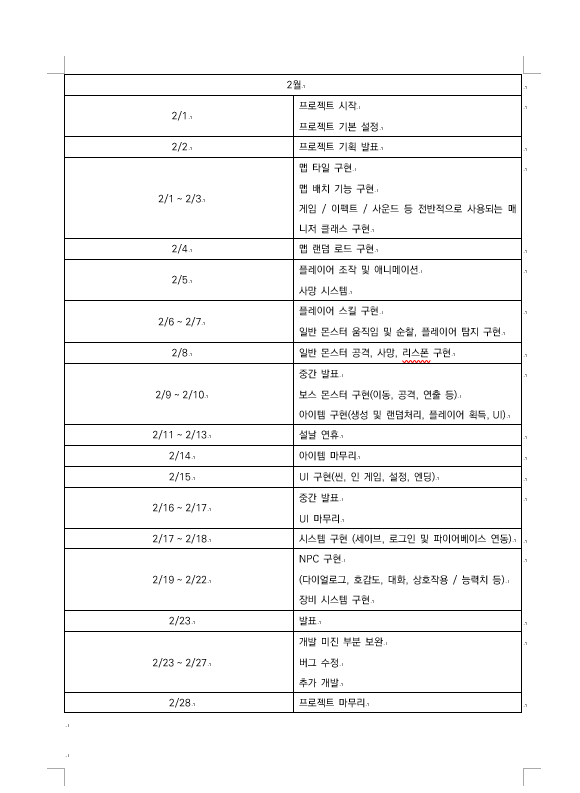 2월
2/1
프로젝트 시작
프로젝트 기본 설정
2/2
프로젝트 기획 발표
2/1 ~ 2/3
맵 타일 구현
맵 배치 기능 구현
게임 / 이펙트 / 사운드 등 전반적으로 사용되는 매
니저 클래스 구현
2/4
맵 랜덤 로드 구현
2/5
플레이어 조작 및 애니메이션
사망 시스템
2/6 ~ 2/7
플레이어 스킬 구현
일반 몬스터 움직임 및 순찰, 플레이어 탐지 구현
2/8
일반 몬스터 공격, 사망, 리스폰 구현
2/9 ~ 2/10
중간 발표
보스 몬스터 구현(이동, 공격, 연출 등)
아이템 구현(생성 및 랜덤처리, 플레이어 획득, UI)
2/11 ~ 2/13
설날 연휴
2/14
아이템 마무리
2/15
UI 구현(씬, 인 게임, 설정, 엔딩)
2/16 ~ 2/17
중간 발표
UI 마무리
2/17 ~ 2/18
시스템 구현 (세이브, 로그인 및 파이어베이스 연동)
2/19 ~ 2/22
NPC 구현
(다이얼로그, 호감도, 대화, 상호작용 / 능력치 등)
장비 시스템 구현
2/23
발표
2/23 ~ 2/27
개발 미진 부분 보완
버그 수정
추가 개발
2/28
프로젝트 마무리